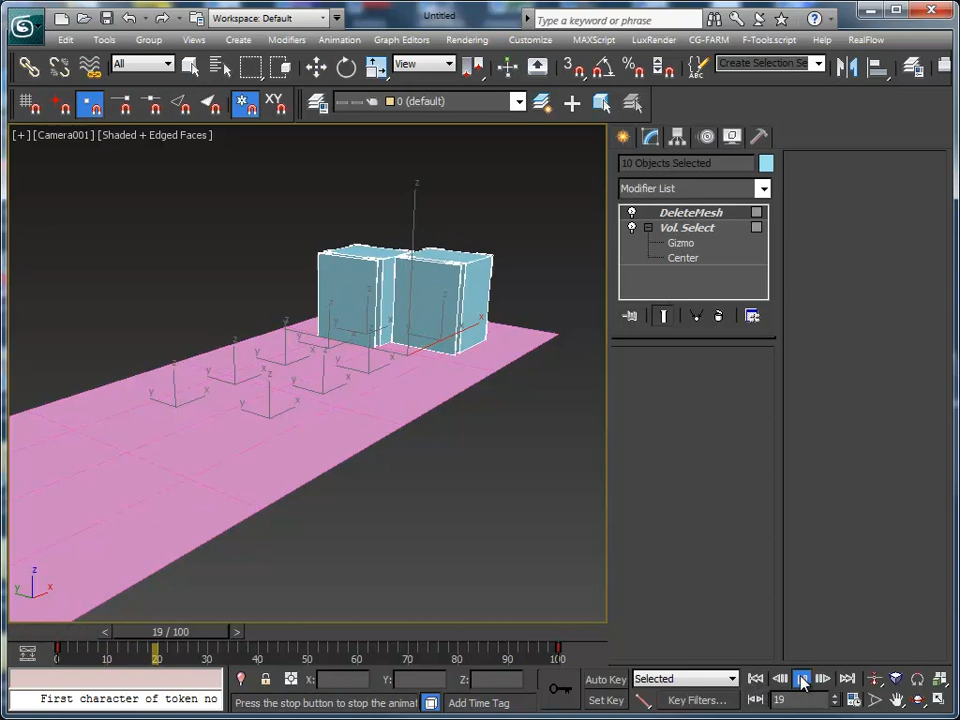 Workspace: Default
Untitled
Type a keyword or phrase
Edit Tools Group Views Create Modifiers Animation Graph Editors Rendering Customize MAXScript LuxRender CG-FARM F-Tools.script Help RealFlow
All
View
3
%
ABC
Create Selection Se
XY
0 (default)
[+] [Camera001] [Shaded + Edged Faces ]
10 Objects Selected
Modifier List
DeleteMesh
Vol. Select
Gizmo
Center
z
x
z
y
x
z
y
x
z
y
x
z
y
x
z
y
x
z
y
x
z
y
x
< 19 / 100 >
0 10 20 30 40 50 60 70 80 90 100
X: Y: Z:
Auto Key Selected
First character of token no
Press the stop button to stop the animat
Add Time Tag
Set Key Key Filters...
19